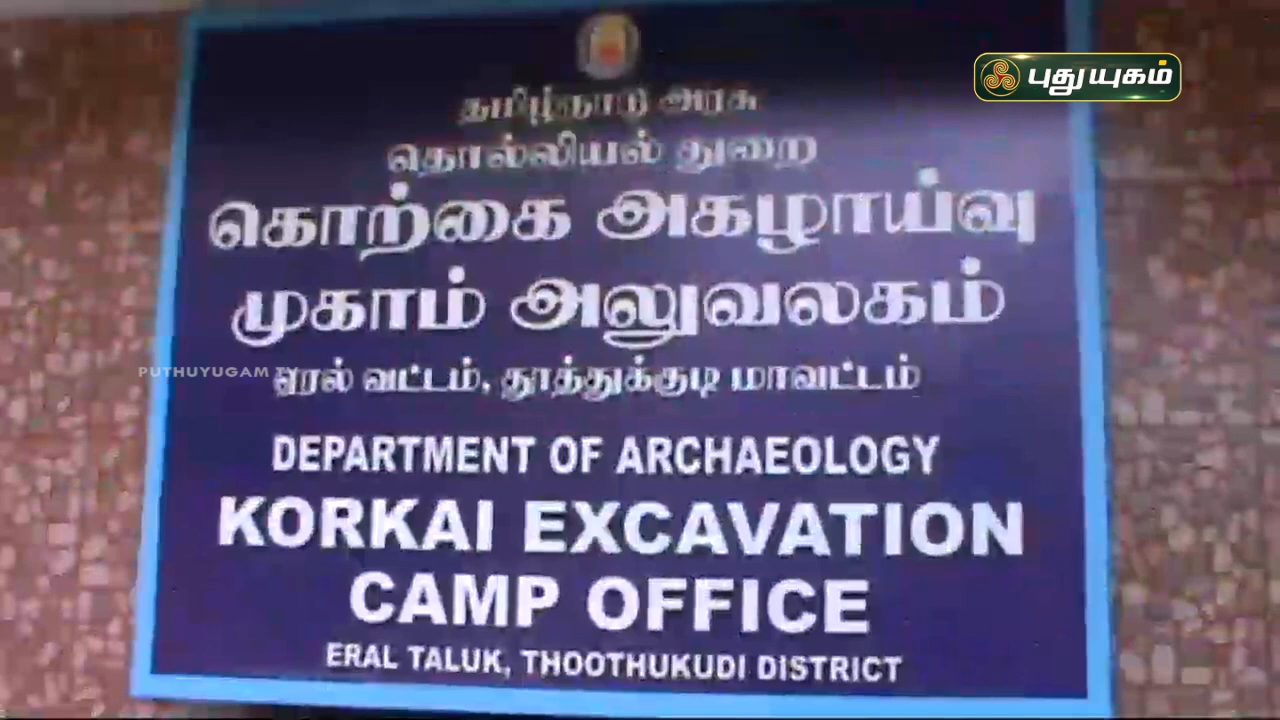 புதுயுகம்
தமிழ்நாடு அரசு
தொல்லியல் துறை
கொற்கை அகழாய்வு
முகாம் அலுவலகம்
ஏரல் வட்டம், தூத்துக்குடி மாவட்டம்
PUTHUYUGAM TV
DEPARTMENT OF ARCHAEOLOGY
KORKAI EXCAVATION
CAMP OFFICE
ERAL TALUK, THOOTHUKUDI DISTRICT